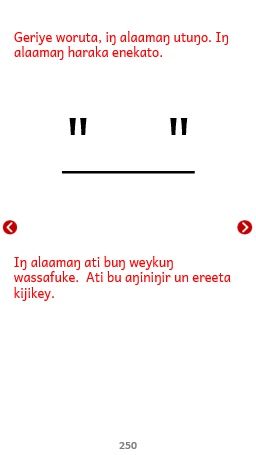 Geriye woruta, iŋ alaamaŋ utuŋo. Iŋ
alaamaŋ haraka enekato.
"     "
Iŋ alaamaŋ ati buŋ weykuŋ
wassafuke.  Ati bu aŋiniŋir un ereeta
kijikey.
250